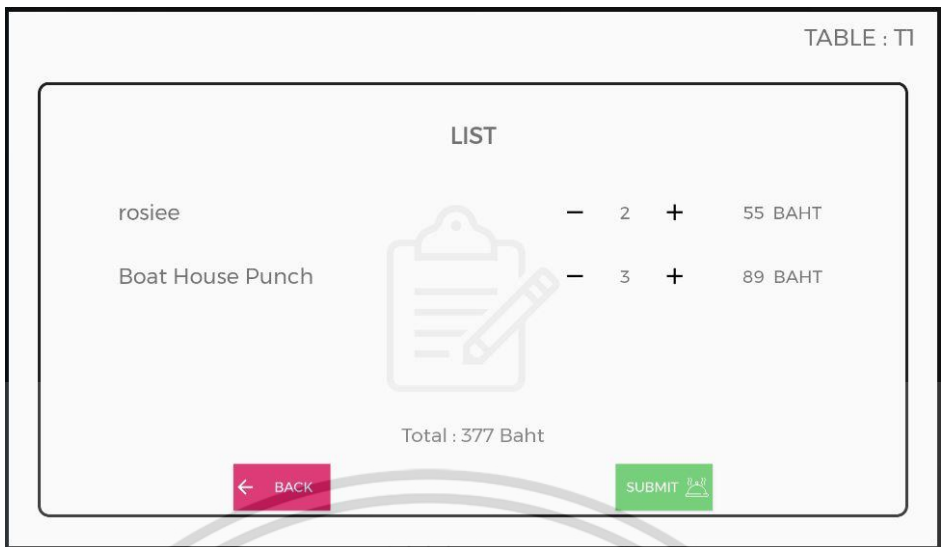 TABLE : T1
LIST
rosiee − 2 + 55 BAHT
Boat House Punch − 3 + 89 BAHT
Total : 377 Baht
← BACK SUBMIT